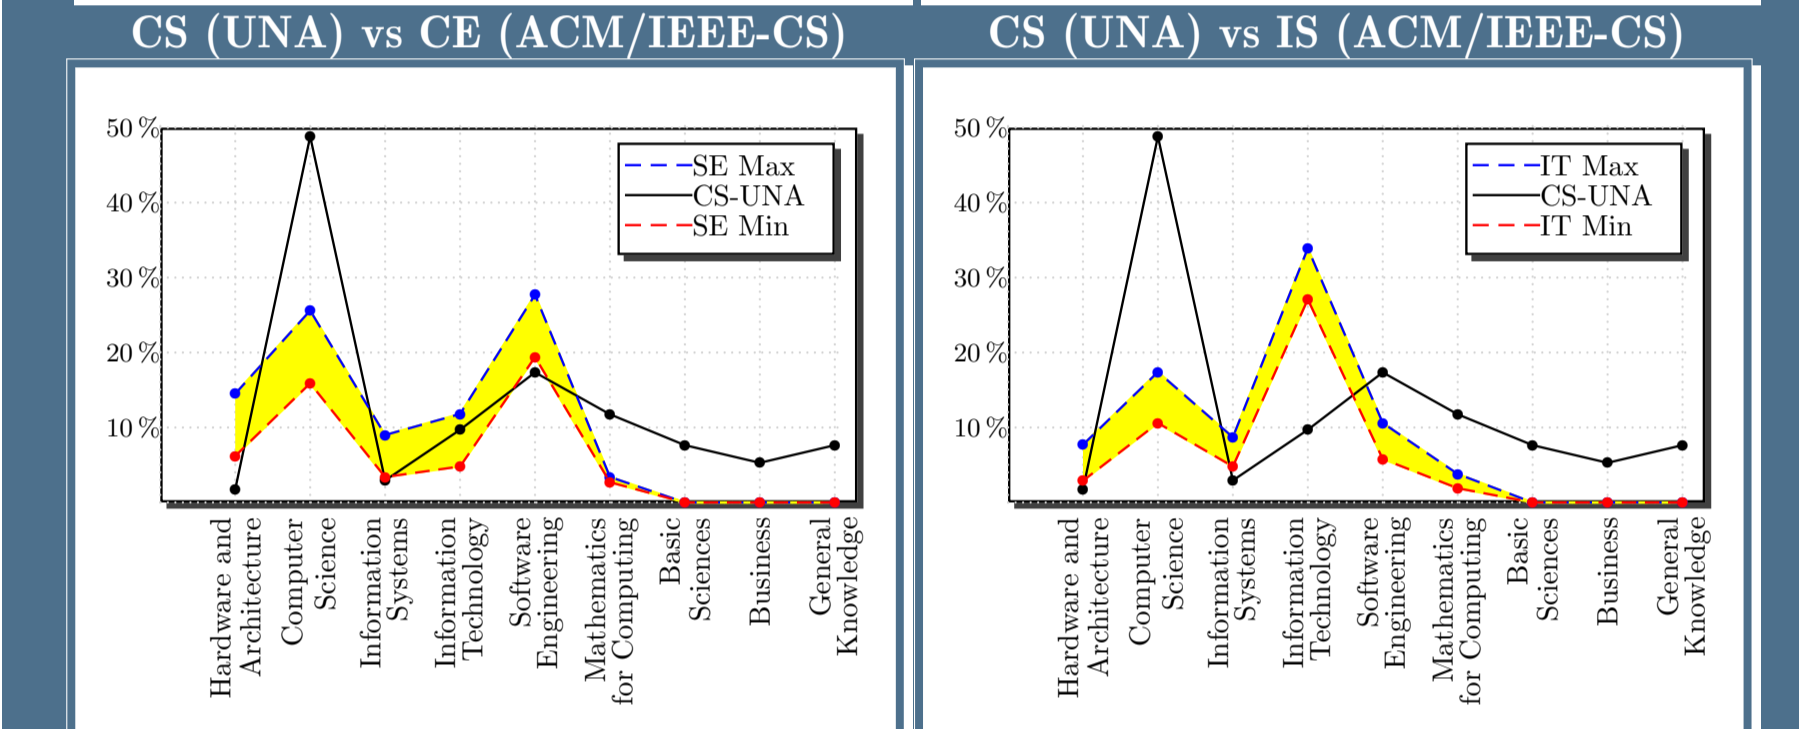 CS (UNA) vs CE (ACM/IEEE-CS)
50 %
40 %
30 %
20 %
10 %
SE Max
CS-UNA
SE Min
Hardware and
Architecture
Computer
Science
Information
Systems
Information
Technology
Software
Engineering
Mathematics
for Computing
Basic
Sciences
Business
General
Knowledge
CS (UNA) vs IS (ACM/IEEE-CS)
50 %
40 %
30 %
20 %
10 %
IT Max
CS-UNA
IT Min
Hardware and
Architecture
Computer
Science
Information
Systems
Information
Technology
Software
Engineering
Mathematics
for Computing
Basic
Sciences
Business
General
Knowledge